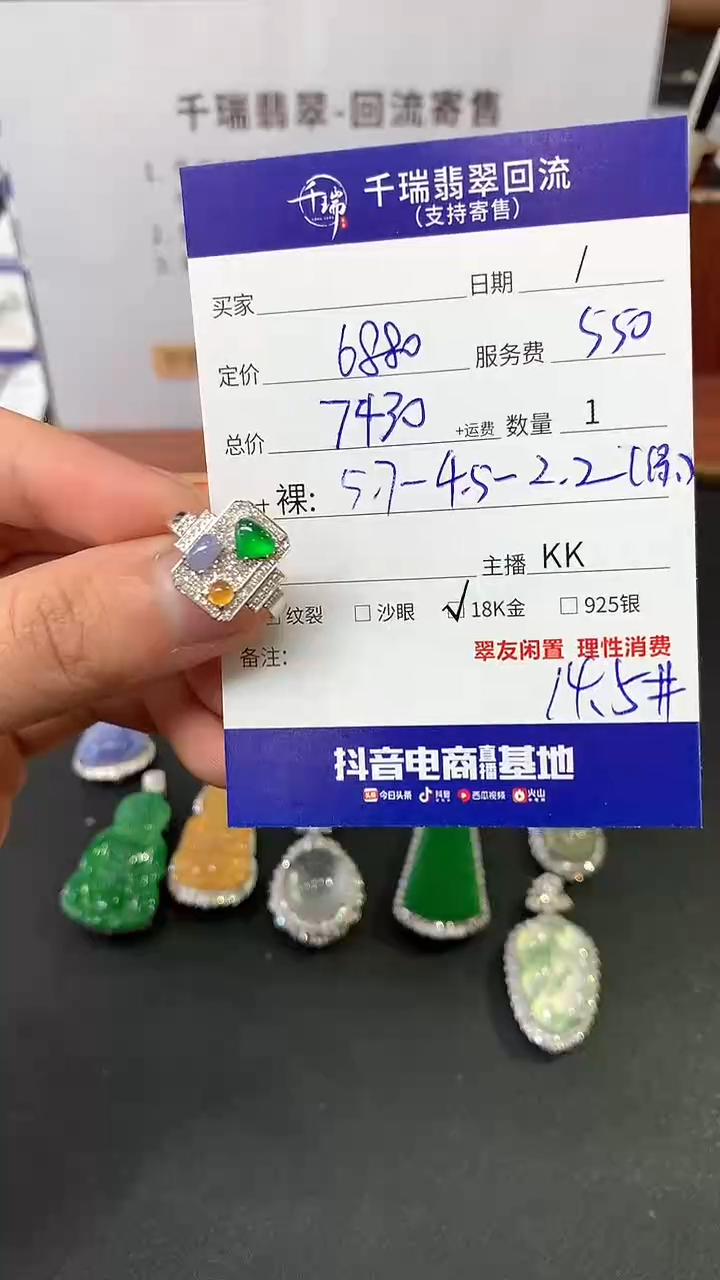 千瑞翡翠-回流寄售
1.
千瑞
千瑞翡翠回流
(支持寄售)
买家 日期 /
定价 6880 服务费 550
总价 7430 +运费 数量 1
裸: 5.7-4.5-2.2
主播 KK
纹裂 沙眼 √ 18K金 925银
备注: 翠友闲置 理性消费
14.5#
抖音电商直播基地
头条 今日头条 抖音 西瓜视频 火山